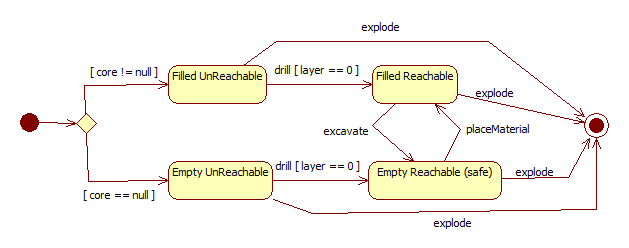 explode
[ core != null ]
Filled UnReachable
drill [ layer == 0 ]
Filled Reachable
explode
excavate
placeMaterial
Empty UnReachable
drill [ layer == 0 ]
Empty Reachable (safe)
explode
[ core == null ]
explode